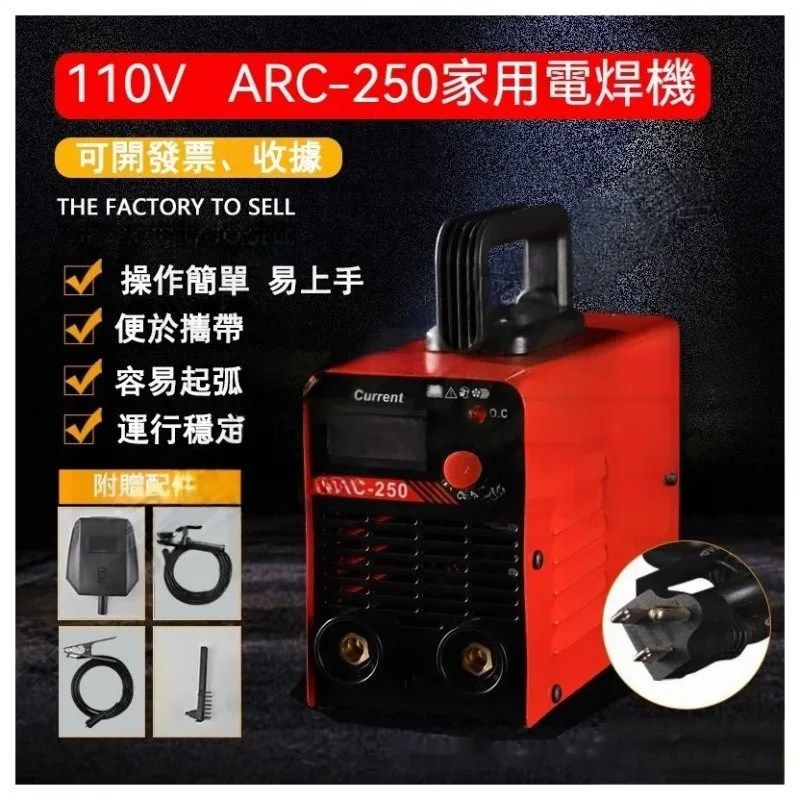 110V ARC-250家用電焊機
可開發票、收據
THE FACTORY TO SELL
操作簡單 易上手
便於攜帶
容易起弧
運行穩定
附贈配件
Current
O.C
-250